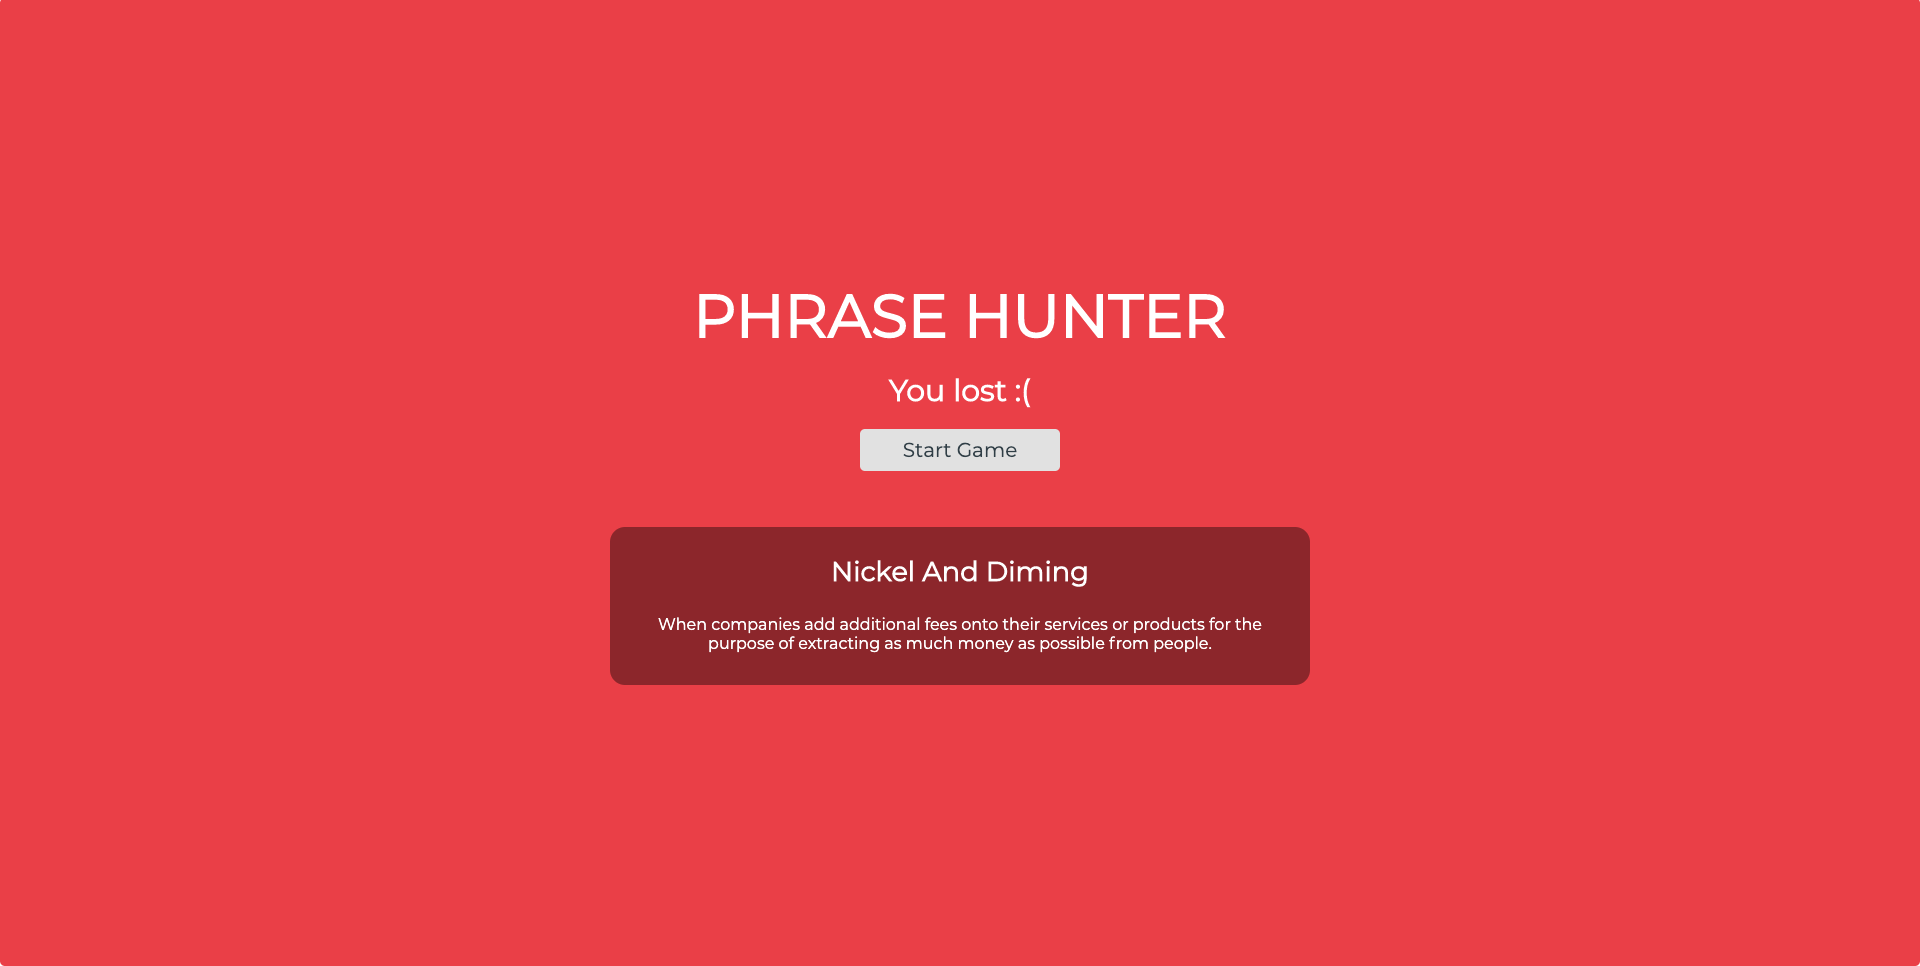 PHRASE HUNTER
You lost :(
Start Game
Nickel And Diming
When companies add additional fees onto their services or products for the
purpose of extracting as much money as possible from people.